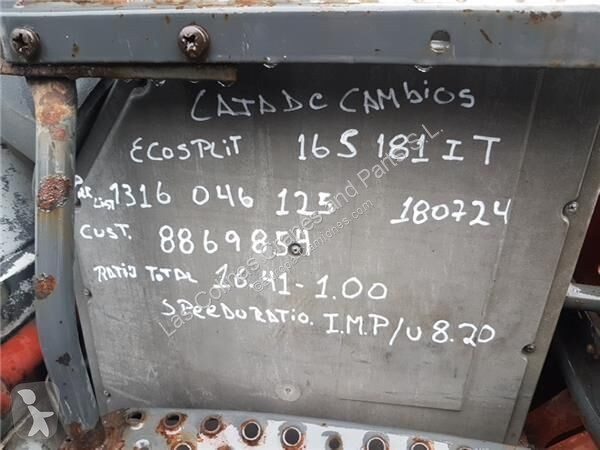 CAJA DE CAMBIOS
ECOSPLIT 16 S 181 I T
Par List 1316 046 125 180724
CUST. 8869854
RATIO TOTAL 16.41 - 1.00
SPEEDO RATIO. I.M.P/U 8.20